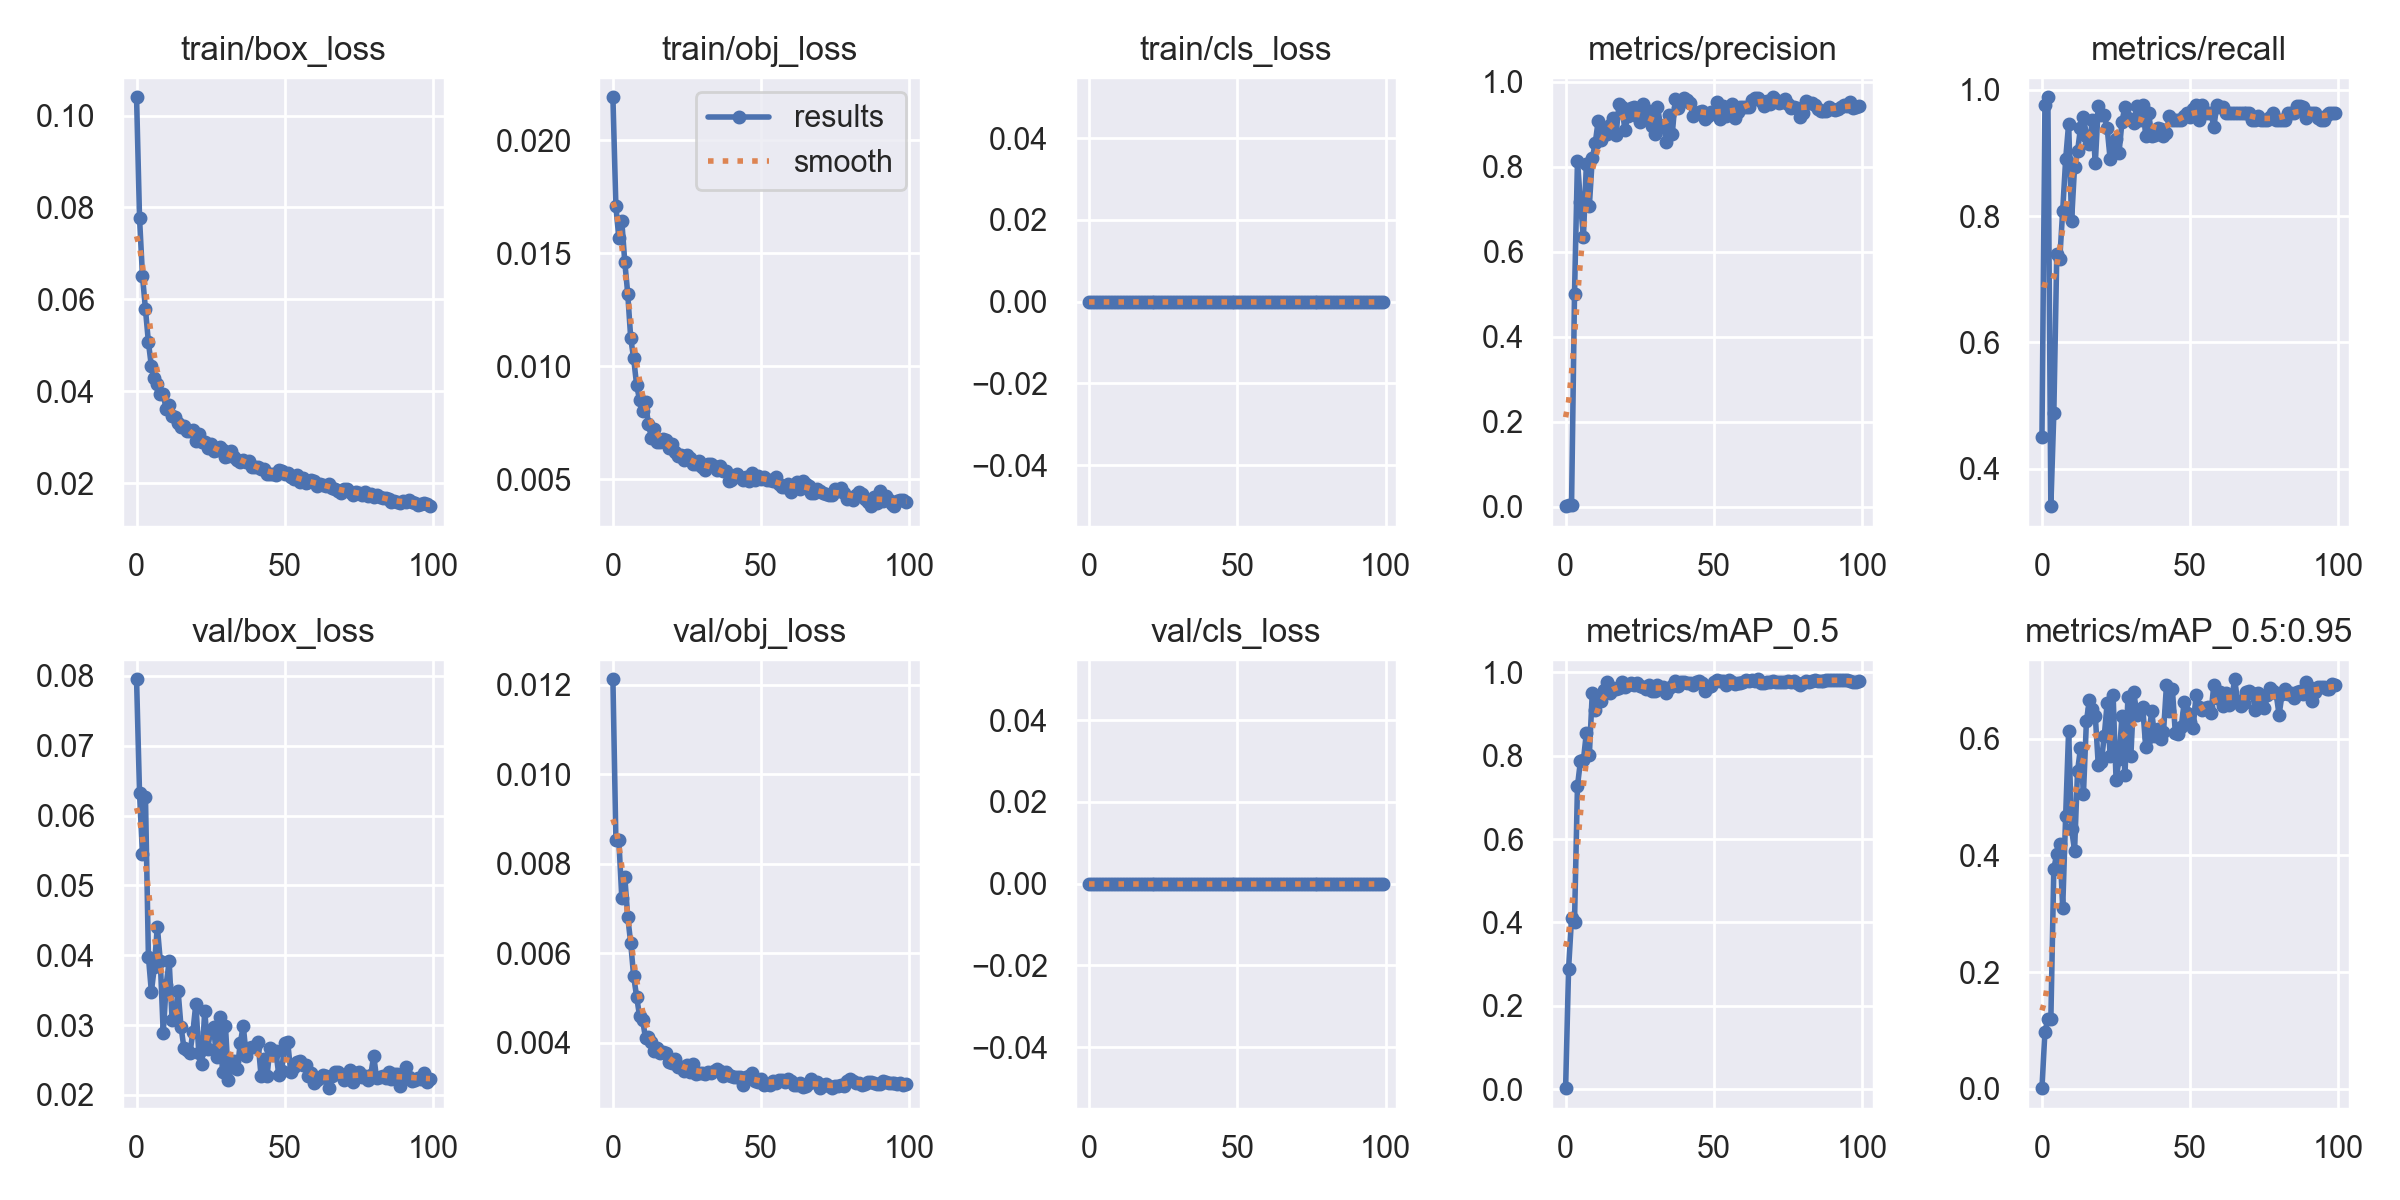 train/box_loss
0.10
0.08
0.06
0.04
0.02
0 50 100
train/obj_loss
results
smooth
0.020
0.015
0.010
0.005
0 50 100
train/cls_loss
0.04
0.02
0.00
−0.02
−0.04
0 50 100
metrics/precision
1.0
0.8
0.6
0.4
0.2
0.0
0 50 100
metrics/recall
1.0
0.8
0.6
0.4
0 50 100
val/box_loss
0.08
0.07
0.06
0.05
0.04
0.03
0.02
0 50 100
val/obj_loss
0.012
0.010
0.008
0.006
0.004
0 50 100
val/cls_loss
0.04
0.02
0.00
−0.02
−0.04
0 50 100
metrics/mAP_0.5
1.0
0.8
0.6
0.4
0.2
0.0
0 50 100
metrics/mAP_0.5:0.95
0.6
0.4
0.2
0.0
0 50 100